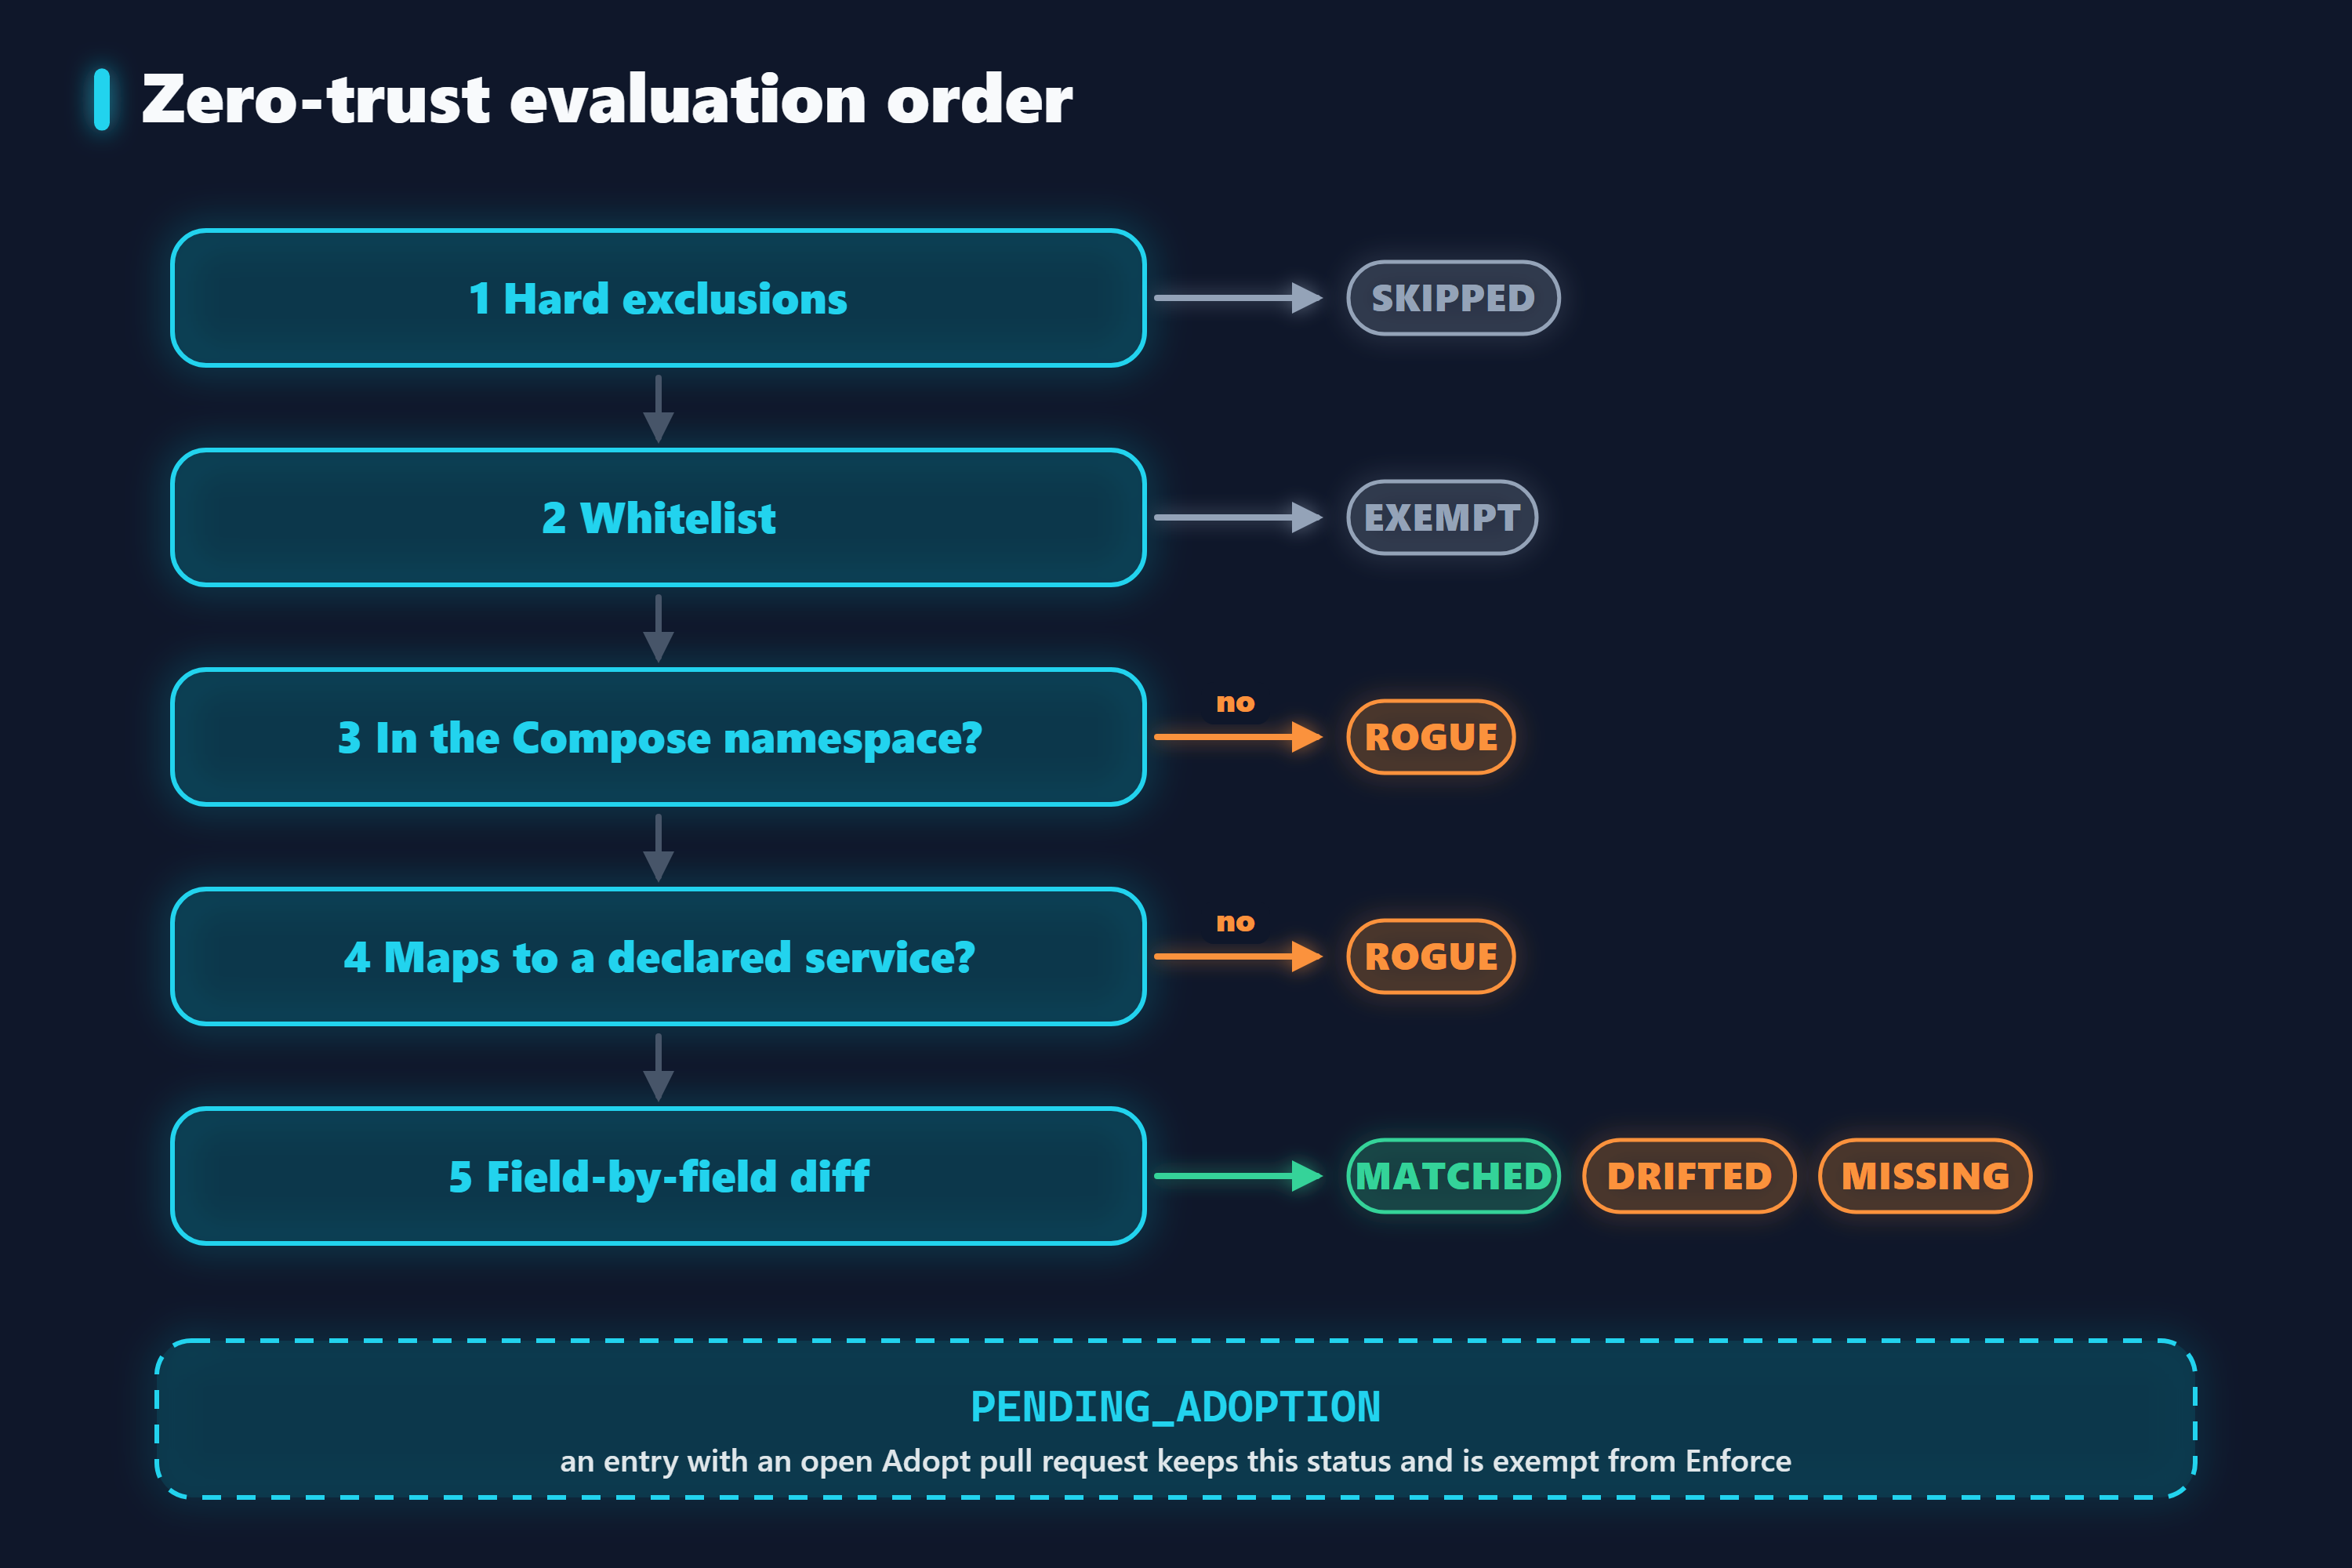 Zero-trust evaluation order
1 Hard exclusions
SKIPPED
2 Whitelist
EXEMPT
3 In the Compose namespace?
no
ROGUE
4 Maps to a declared service?
no
ROGUE
5 Field-by-field diff
MATCHED
DRIFTED
MISSING
PENDING_ADOPTION
an entry with an open Adopt pull request keeps this status and is exempt from Enforce